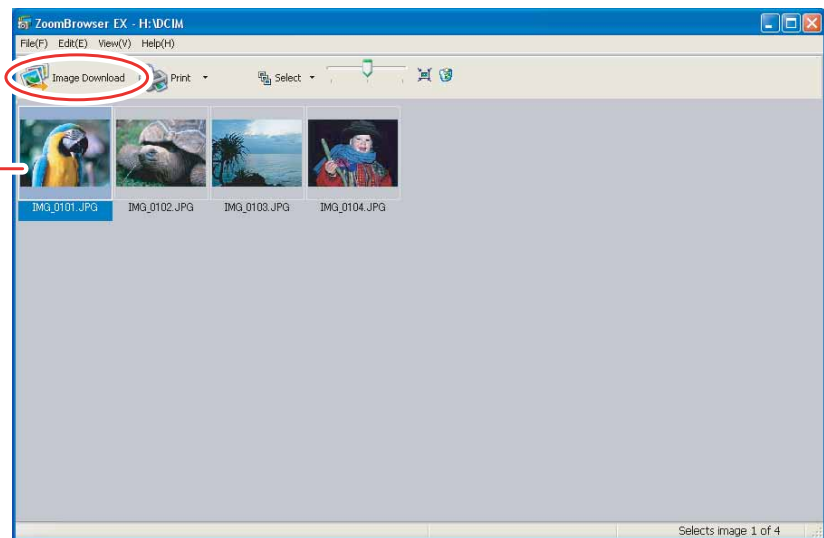 ZoomBrowser EX - H:\DCIM
File(F) Edit(E) View(V) Help(H)
Image Download Print Select
IMG_0101.JPG IMG_0102.JPG IMG_0103.JPG IMG_0104.JPG
Selects image 1 of 4